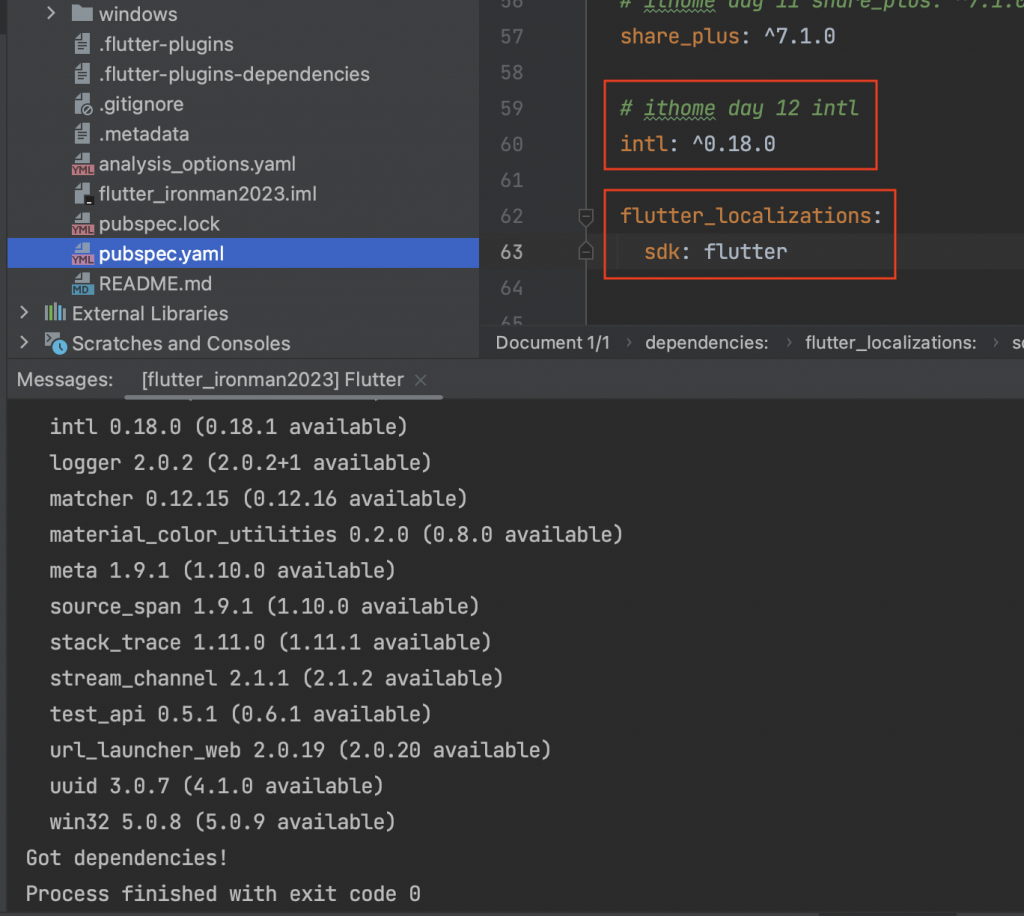 windows
.flutter-plugins
.flutter-plugins-dependencies
.gitignore
.metadata
analysis_options.yaml
flutter_ironman2023.iml
pubspec.lock
pubspec.yaml
README.md
External Libraries
Scratches and Consoles
56 # ithome day 11 share_plus: ^7.1.0
57 share_plus: ^7.1.0
58
59 # ithome day 12 intl
60 intl: ^0.18.0
61
62 flutter_localizations:
63 sdk: flutter
64
65
Document 1/1 › dependencies: › flutter_localizations: ›
Messages: [flutter_ironman2023] Flutter ×
intl 0.18.0 (0.18.1 available)
logger 2.0.2 (2.0.2+1 available)
matcher 0.12.15 (0.12.16 available)
material_color_utilities 0.2.0 (0.8.0 available)
meta 1.9.1 (1.10.0 available)
source_span 1.9.1 (1.10.0 available)
stack_trace 1.11.0 (1.11.1 available)
stream_channel 2.1.1 (2.1.2 available)
test_api 0.5.1 (0.6.1 available)
url_launcher_web 2.0.19 (2.0.20 available)
uuid 3.0.7 (4.1.0 available)
win32 5.0.8 (5.0.9 available)
Got dependencies!
Process finished with exit code 0